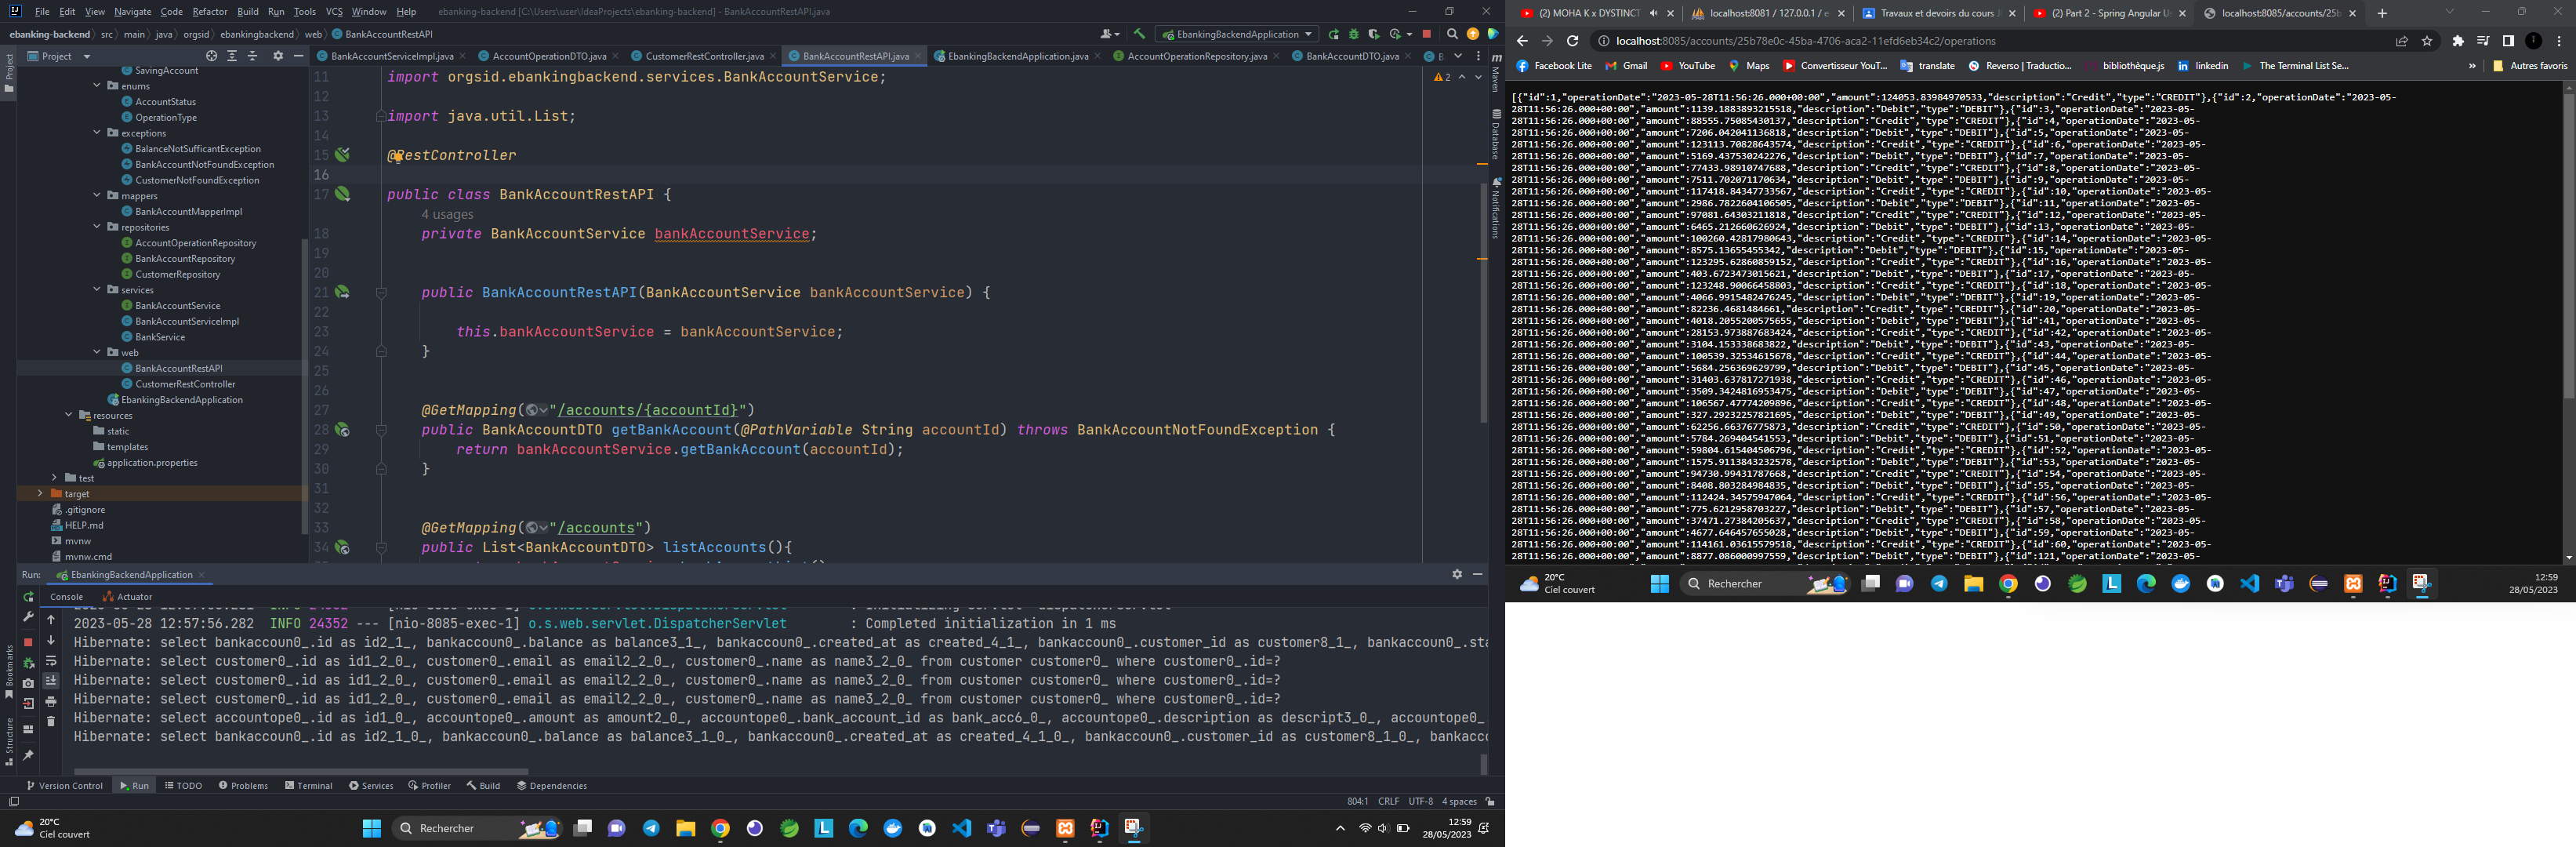 File Edit View Navigate Code Refactor Build Run Tools VCS Window Help ebanking-backend [C:\Users\user\IdeaProjects\ebanking-backend] - BankAccountRestAPI.java
ebanking-backend src main java orgsid ebankingbackend web BankAccountRestAPI
EbankingBackendApplication
Project
BankAccountServiceImpl.java AccountOperationDTO.java CustomerRestController.java BankAccountRestAPI.java EbankingBackendApplication.java AccountOperationRepository.java BankAccountDTO.java
SavingAccount
enums
AccountStatus
OperationType
exceptions
BalanceNotSufficantException
BankAccountNotFoundException
CustomerNotFoundException
mappers
BankAccountMapperImpl
repositories
AccountOperationRepository
BankAccountRepository
CustomerRepository
services
BankAccountService
BankAccountServiceImpl
BankService
web
BankAccountRestAPI
CustomerRestController
EbankingBackendApplication
resources
static
templates
application.properties
test
target
.gitignore
HELP.md
mvnw
mvnw.cmd
11 import orgsid.ebankingbackend.services.BankAccountService;
12
13 import java.util.List;
14
15 @RestController
16
17 public class BankAccountRestAPI {
4 usages
18 private BankAccountService bankAccountService;
19
20
21 public BankAccountRestAPI(BankAccountService bankAccountService) {
22
23 this.bankAccountService = bankAccountService;
24 }
25
26
27 @GetMapping("/accounts/{accountId}")
28 public BankAccountDTO getBankAccount(@PathVariable String accountId) throws BankAccountNotFoundException {
29 return bankAccountService.getBankAccount(accountId);
30 }
31
32
33 @GetMapping("/accounts")
34 public List<BankAccountDTO> listAccounts(){
2
Maven
Database
Notifications
Project
Bookmarks
Structure
Run: EbankingBackendApplication
Console Actuator
2023-05-28 12:57:56.282 INFO 24352 --- [nio-8085-exec-1] o.s.web.servlet.DispatcherServlet : Completed initialization in 1 ms
Hibernate: select bankaccoun0_.id as id2_1_, bankaccoun0_.balance as balance3_1_, bankaccoun0_.created_at as created_4_1_, bankaccoun0_.customer_id as customer8_1_, bankaccoun0_.sta
Hibernate: select customer0_.id as id1_2_0_, customer0_.email as email2_2_0_, customer0_.name as name3_2_0_ from customer customer0_ where customer0_.id=?
Hibernate: select customer0_.id as id1_2_0_, customer0_.email as email2_2_0_, customer0_.name as name3_2_0_ from customer customer0_ where customer0_.id=?
Hibernate: select customer0_.id as id1_2_0_, customer0_.email as email2_2_0_, customer0_.name as name3_2_0_ from customer customer0_ where customer0_.id=?
Hibernate: select accountope0_.id as id1_0_, accountope0_.amount as amount2_0_, accountope0_.bank_account_id as bank_acc6_0_, accountope0_.description as descript3_0_, accountope0_
Hibernate: select bankaccoun0_.id as id2_1_0_, bankaccoun0_.balance as balance3_1_0_, bankaccoun0_.created_at as created_4_1_0_, bankaccoun0_.customer_id as customer8_1_0_, bankacco
Version Control Run TODO Problems Terminal Services Profiler Build Dependencies
804:1 CRLF UTF-8 4 spaces
20°C
Ciel couvert
Rechercher
12:59
28/05/2023
(2) MOHA K x DYSTINCT localhost:8081 / 127.0.0.1 / e Travaux et devoirs du cours J (2) Part 2 - Spring Angular U localhost:8085/accounts/25b
localhost:8085/accounts/25b78e0c-45ba-4706-aca2-11efd6eb34c2/operations
Facebook Lite Gmail YouTube Maps Convertisseur YouT... translate Reverso | Traductio... bibliothèque.js linkedin The Terminal List Se... » Autres favoris
[{"id":1,"operationDate":"2023-05-28T11:56:26.000+00:00","amount":124053.83984970533,"description":"Credit","type":"CREDIT"},{"id":2,"operationDate":"2023-05-
28T11:56:26.000+00:00","amount":1139.1883893215518,"description":"Debit","type":"DEBIT"},{"id":3,"operationDate":"2023-05-
28T11:56:26.000+00:00","amount":88555.75085430137,"description":"Credit","type":"CREDIT"},{"id":4,"operationDate":"2023-05-
28T11:56:26.000+00:00","amount":7206.042041136818,"description":"Debit","type":"DEBIT"},{"id":5,"operationDate":"2023-05-
28T11:56:26.000+00:00","amount":123113.70828643574,"description":"Credit","type":"CREDIT"},{"id":6,"operationDate":"2023-05-
28T11:56:26.000+00:00","amount":5169.437530242276,"description":"Debit","type":"DEBIT"},{"id":7,"operationDate":"2023-05-
28T11:56:26.000+00:00","amount":77433.98910747688,"description":"Credit","type":"CREDIT"},{"id":8,"operationDate":"2023-05-
28T11:56:26.000+00:00","amount":7511.702071170634,"description":"Debit","type":"DEBIT"},{"id":9,"operationDate":"2023-05-
28T11:56:26.000+00:00","amount":117418.84347733567,"description":"Credit","type":"CREDIT"},{"id":10,"operationDate":"2023-05-
28T11:56:26.000+00:00","amount":2986.7822604106505,"description":"Debit","type":"DEBIT"},{"id":11,"operationDate":"2023-05-
28T11:56:26.000+00:00","amount":97081.64303211818,"description":"Credit","type":"CREDIT"},{"id":12,"operationDate":"2023-05-
28T11:56:26.000+00:00","amount":6465.212660626924,"description":"Debit","type":"DEBIT"},{"id":13,"operationDate":"2023-05-
28T11:56:26.000+00:00","amount":100260.42817980643,"description":"Credit","type":"CREDIT"},{"id":14,"operationDate":"2023-05-
28T11:56:26.000+00:00","amount":8575.13655455342,"description":"Debit","type":"DEBIT"},{"id":15,"operationDate":"2023-05-
28T11:56:26.000+00:00","amount":123295.62860859152,"description":"Credit","type":"CREDIT"},{"id":16,"operationDate":"2023-05-
28T11:56:26.000+00:00","amount":403.6723473015621,"description":"Debit","type":"DEBIT"},{"id":17,"operationDate":"2023-05-
28T11:56:26.000+00:00","amount":123248.90066458803,"description":"Credit","type":"CREDIT"},{"id":18,"operationDate":"2023-05-
28T11:56:26.000+00:00","amount":4066.9915482476245,"description":"Debit","type":"DEBIT"},{"id":19,"operationDate":"2023-05-
28T11:56:26.000+00:00","amount":82236.4681484661,"description":"Credit","type":"CREDIT"},{"id":20,"operationDate":"2023-05-
28T11:56:26.000+00:00","amount":4018.2055200575655,"description":"Debit","type":"DEBIT"},{"id":41,"operationDate":"2023-05-
28T11:56:26.000+00:00","amount":28153.973887683424,"description":"Credit","type":"CREDIT"},{"id":42,"operationDate":"2023-05-
28T11:56:26.000+00:00","amount":3104.153338683822,"description":"Debit","type":"DEBIT"},{"id":43,"operationDate":"2023-05-
28T11:56:26.000+00:00","amount":100539.32534615678,"description":"Credit","type":"CREDIT"},{"id":44,"operationDate":"2023-05-
28T11:56:26.000+00:00","amount":5684.256369629799,"description":"Debit","type":"DEBIT"},{"id":45,"operationDate":"2023-05-
28T11:56:26.000+00:00","amount":31403.637817271938,"description":"Credit","type":"CREDIT"},{"id":46,"operationDate":"2023-05-
28T11:56:26.000+00:00","amount":3509.3424816953475,"description":"Debit","type":"DEBIT"},{"id":47,"operationDate":"2023-05-
28T11:56:26.000+00:00","amount":106567.47774209896,"description":"Credit","type":"CREDIT"},{"id":48,"operationDate":"2023-05-
28T11:56:26.000+00:00","amount":327.29232257821695,"description":"Debit","type":"DEBIT"},{"id":49,"operationDate":"2023-05-
28T11:56:26.000+00:00","amount":62256.66376775873,"description":"Credit","type":"CREDIT"},{"id":50,"operationDate":"2023-05-
28T11:56:26.000+00:00","amount":5784.269404541553,"description":"Debit","type":"DEBIT"},{"id":51,"operationDate":"2023-05-
28T11:56:26.000+00:00","amount":59804.615404506796,"description":"Credit","type":"CREDIT"},{"id":52,"operationDate":"2023-05-
28T11:56:26.000+00:00","amount":1575.9113843232578,"description":"Debit","type":"DEBIT"},{"id":53,"operationDate":"2023-05-
28T11:56:26.000+00:00","amount":94730.99431787668,"description":"Credit","type":"CREDIT"},{"id":54,"operationDate":"2023-05-
28T11:56:26.000+00:00","amount":8408.803284984835,"description":"Debit","type":"DEBIT"},{"id":55,"operationDate":"2023-05-
28T11:56:26.000+00:00","amount":112424.34575947064,"description":"Credit","type":"CREDIT"},{"id":56,"operationDate":"2023-05-
28T11:56:26.000+00:00","amount":775.6212958703227,"description":"Debit","type":"DEBIT"},{"id":57,"operationDate":"2023-05-
28T11:56:26.000+00:00","amount":37471.27384205637,"description":"Credit","type":"CREDIT"},{"id":58,"operationDate":"2023-05-
28T11:56:26.000+00:00","amount":4677.646457655028,"description":"Debit","type":"DEBIT"},{"id":59,"operationDate":"2023-05-
28T11:56:26.000+00:00","amount":114161.03615579518,"description":"Credit","type":"CREDIT"},{"id":60,"operationDate":"2023-05-
28T11:56:26.000+00:00","amount":8877.086000997559,"description":"Debit","type":"DEBIT"},{"id":121,"operationDate":"2023-05-
20°C
Ciel couvert
Rechercher
12:59
28/05/2023